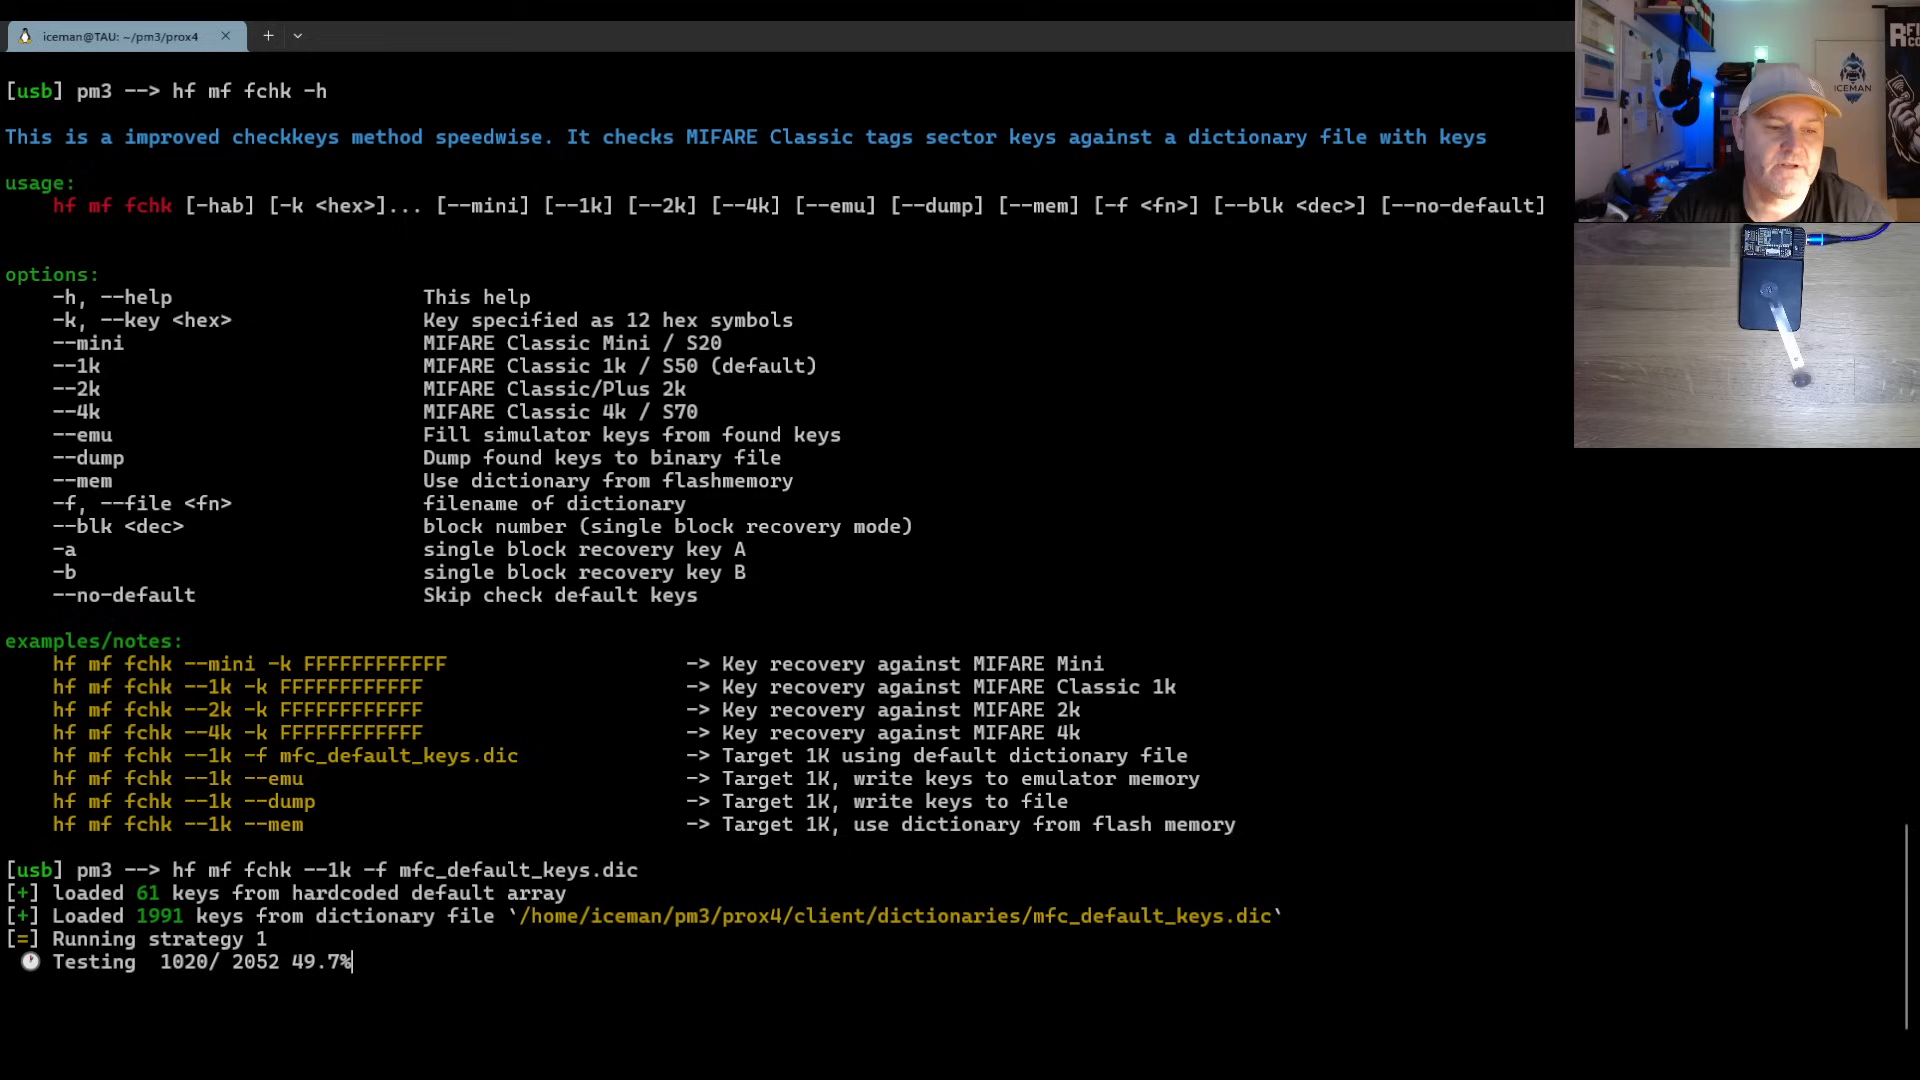 iceman@TAU: ~/pm3/prox4
[usb] pm3 --> hf mf fchk -h
This is a improved checkkeys method speedwise. It checks MIFARE Classic tags sector keys against a dictionary file with keys
usage:
hf mf fchk [-hab] [-k <hex>]... [--mini] [--1k] [--2k] [--4k] [--emu] [--dump] [--mem] [-f <fn>] [--blk <dec>] [--no-default]
options:
-h, --help This help
-k, --key <hex> Key specified as 12 hex symbols
--mini MIFARE Classic Mini / S20
--1k MIFARE Classic 1k / S50 (default)
--2k MIFARE Classic/Plus 2k
--4k MIFARE Classic 4k / S70
--emu Fill simulator keys from found keys
--dump Dump found keys to binary file
--mem Use dictionary from flashmemory
-f, --file <fn> filename of dictionary
--blk <dec> block number (single block recovery mode)
-a single block recovery key A
-b single block recovery key B
--no-default Skip check default keys
examples/notes:
hf mf fchk --mini -k FFFFFFFFFFFF -> Key recovery against MIFARE Mini
hf mf fchk --1k -k FFFFFFFFFFFF -> Key recovery against MIFARE Classic 1k
hf mf fchk --2k -k FFFFFFFFFFFF -> Key recovery against MIFARE 2k
hf mf fchk --4k -k FFFFFFFFFFFF -> Key recovery against MIFARE 4k
hf mf fchk --1k -f mfc_default_keys.dic -> Target 1K using default dictionary file
hf mf fchk --1k --emu -> Target 1K, write keys to emulator memory
hf mf fchk --1k --dump -> Target 1K, write keys to file
hf mf fchk --1k --mem -> Target 1K, use dictionary from flash memory
[usb] pm3 --> hf mf fchk --1k -f mfc_default_keys.dic
[+] loaded 61 keys from hardcoded default array
[+] Loaded 1991 keys from dictionary file `/home/iceman/pm3/prox4/client/dictionaries/mfc_default_keys.dic`
[=] Running strategy 1
Testing 1020/ 2052 49.7%
ICEMAN